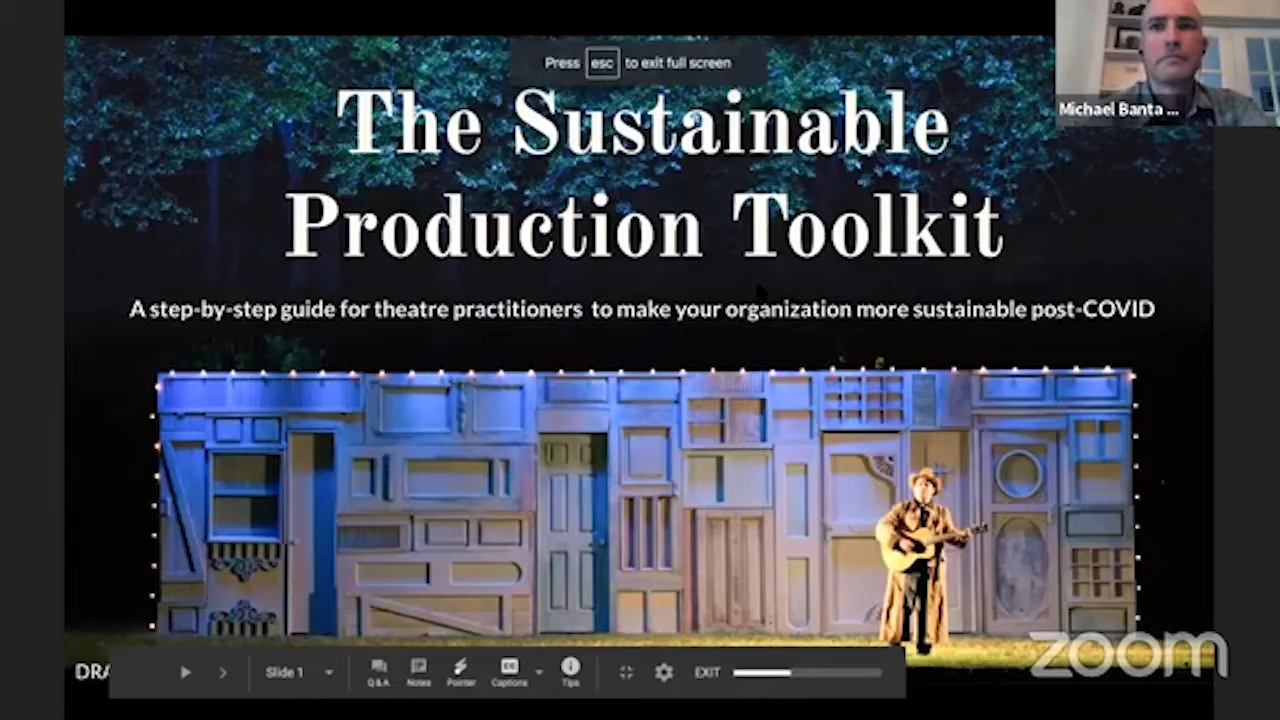 Press esc to exit full screen
Michael Banta ...
The Sustainable
Production Toolkit
A step-by-step guide for theatre practitioners to make your organization more sustainable post-COVID
zoom
DRA
Slide 1
Q&A
Notes
Pointer
Captions
Tips
EXIT